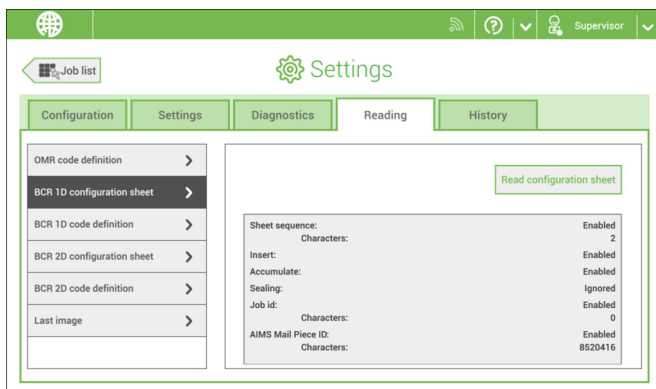 Supervisor
Job list
Settings
Configuration
Settings
Diagnostics
Reading
History
OMR code definition
BCR 1D configuration sheet
BCR 1D code definition
BCR 2D configuration sheet
BCR 2D code definition
Last image
Read configuration sheet
Sheet sequence: Enabled
Characters: 2
Insert: Enabled
Accumulate: Enabled
Sealing: Ignored
Job id: Enabled
Characters: 0
AIMS Mail Piece ID: Enabled
Characters: 8520416